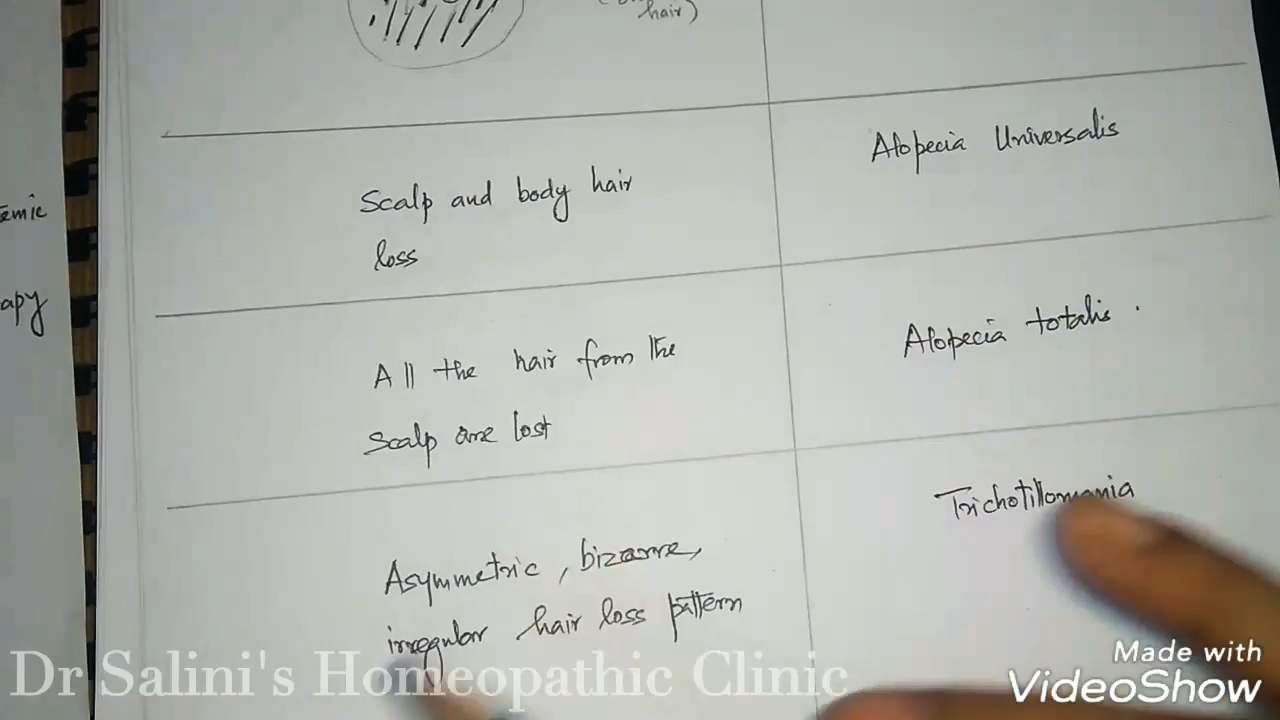 hair)
Alopecia Universalis
Scalp and body hair
loss
emic
apy
Alopecia totalis .
All the hair from the
Scalp are lost
Trichotillomania
Asymmetric, bizarre,
irregular hair loss pattern
Dr Salini's Homeopathic Clinic
Made with
VideoShow